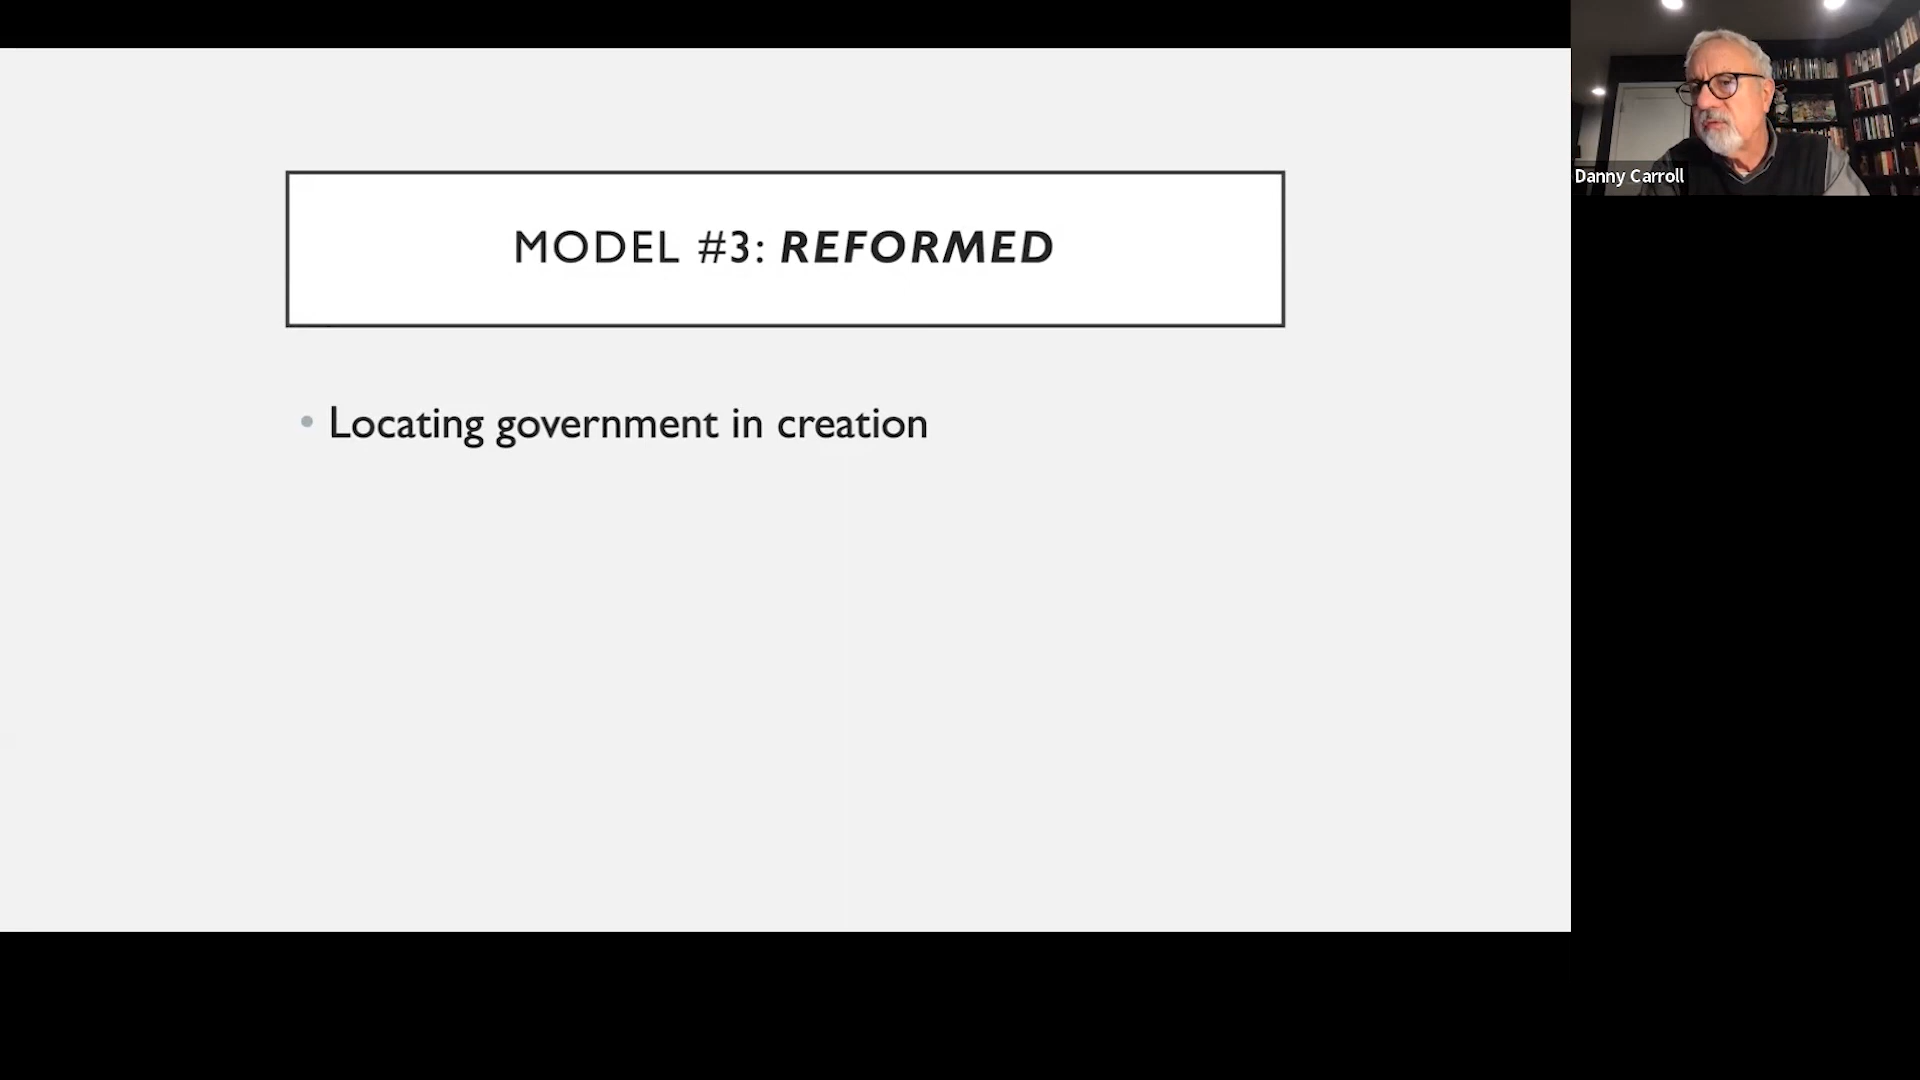 MODEL #3: REFORMED
• Locating government in creation
Danny Carroll